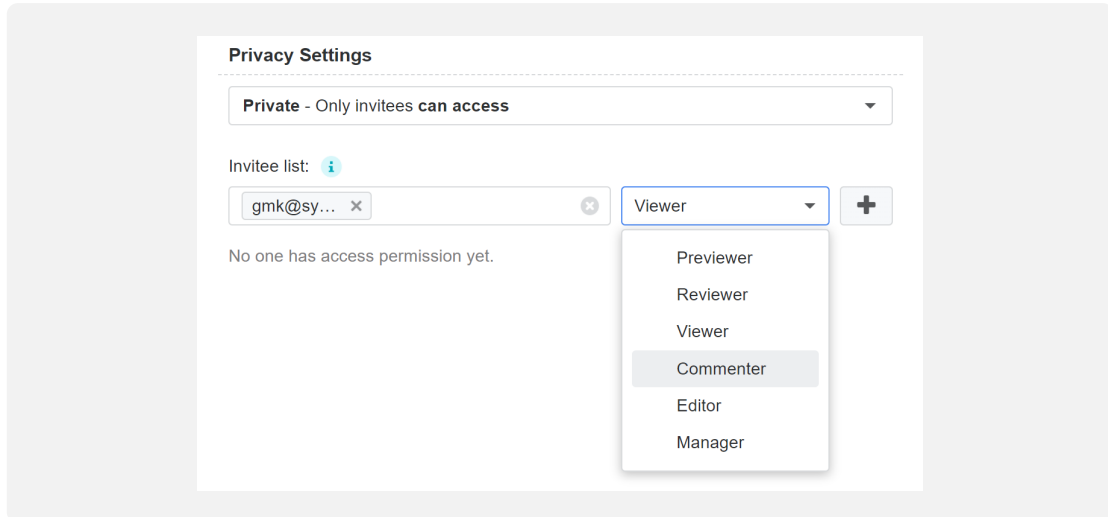 Privacy Settings
Private - Only invitees can access
Invitee list: i
gmk@sy... × Viewer
No one has access permission yet.
Previewer
Reviewer
Viewer
Commenter
Editor
Manager